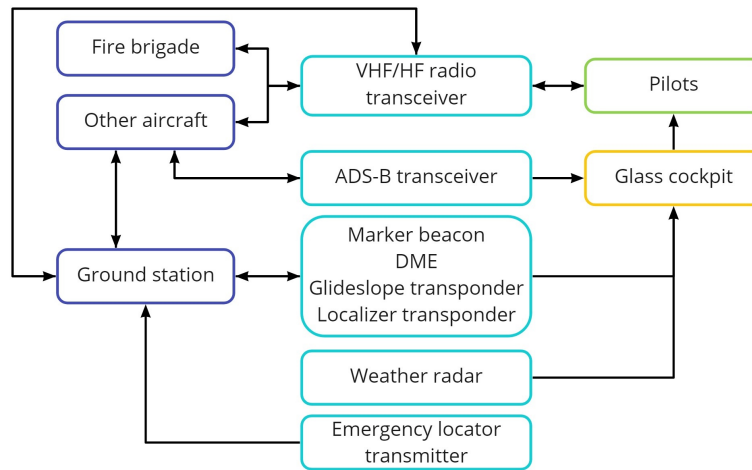 Fire brigade
VHF/HF radio
transceiver
Pilots
Other aircraft
ADS-B transceiver
Glass cockpit
Marker beacon
DME
Ground station
Glideslope transponder
Localizer transponder
Weather radar
Emergency locator
transmitter